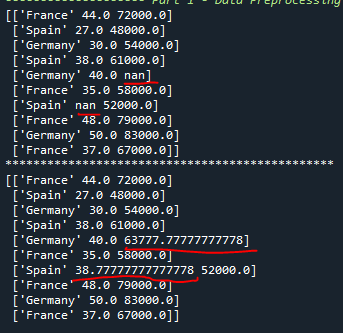 -------------------- Part 1 - Data Preprocessing
[['France' 44.0 72000.0]
['Spain' 27.0 48000.0]
['Germany' 30.0 54000.0]
['Spain' 38.0 61000.0]
['Germany' 40.0 nan]
['France' 35.0 58000.0]
['Spain' nan 52000.0]
['France' 48.0 79000.0]
['Germany' 50.0 83000.0]
['France' 37.0 67000.0]]
***********************************************
[['France' 44.0 72000.0]
['Spain' 27.0 48000.0]
['Germany' 30.0 54000.0]
['Spain' 38.0 61000.0]
['Germany' 40.0 63777.77777777778]
['France' 35.0 58000.0]
['Spain' 38.77777777777778 52000.0]
['France' 48.0 79000.0]
['Germany' 50.0 83000.0]
['France' 37.0 67000.0]]